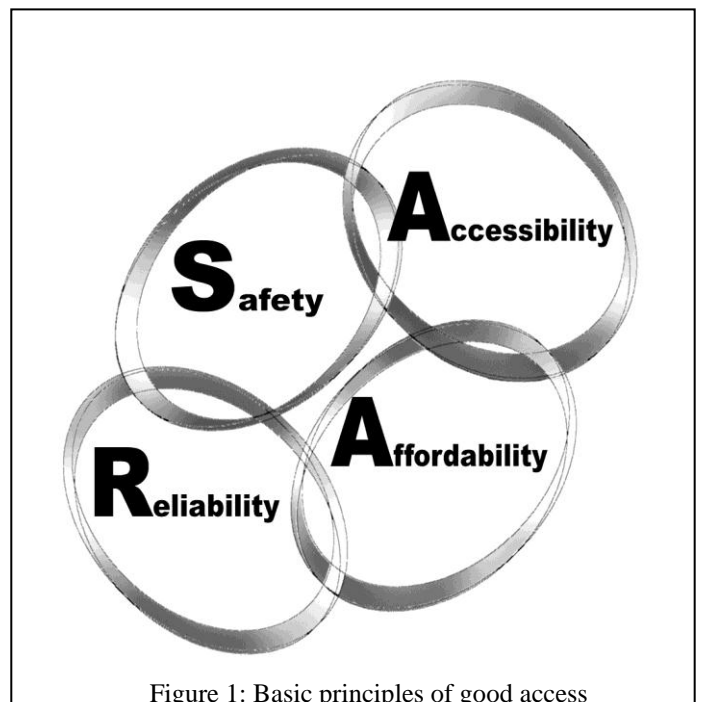 Accessibility
Safety
Affordability
Reliability
Figure 1: Basic principles of good access